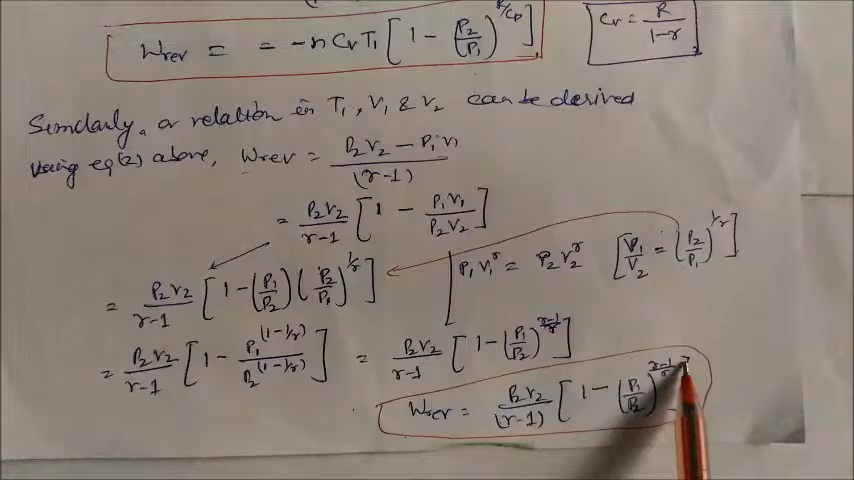 Wrev = = -n Cv T1 [ 1 - (P2/P1)^R/Cp ]
Cv = R/1-r
Similarly, a relation in T1, V1 & V2 can be derived
using eq(2) above, Wrev = P2V2 - P1V1/(r-1)
= P2V2/r-1 [ 1 - P1V1/P2V2 ]
= P2V2/r-1 [ 1 - (P1/P2) (P2/P1)^1/r ]
P1V1^r = P2V2^r [ V1/V2 = (P2/P1)^1/r ]
= P2V2/r-1 [ 1 - P1^(1-1/r)/P2^(1-1/r) ] = P2V2/r-1 [ 1 - (P1/P2)^r-1/r ]
Wrev = P2V2/(r-1) [ 1 - (P1/P2)^r-1/r ]